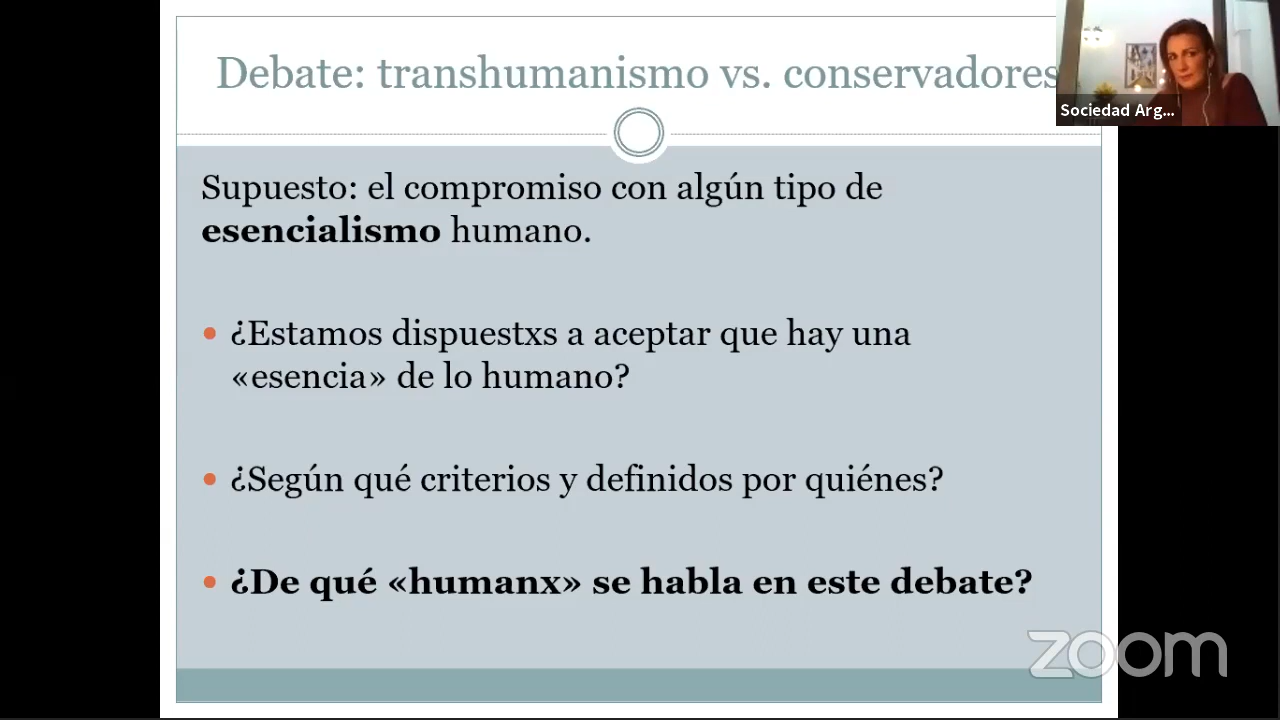 Debate: transhumanismo vs. conservadores
Sociedad Arg...
Supuesto: el compromiso con algún tipo de
esencialismo humano.
• ¿Estamos dispuestxs a aceptar que hay una
«esencia» de lo humano?
• ¿Según qué criterios y definidos por quiénes?
• ¿De qué «humanx» se habla en este debate?
zoom